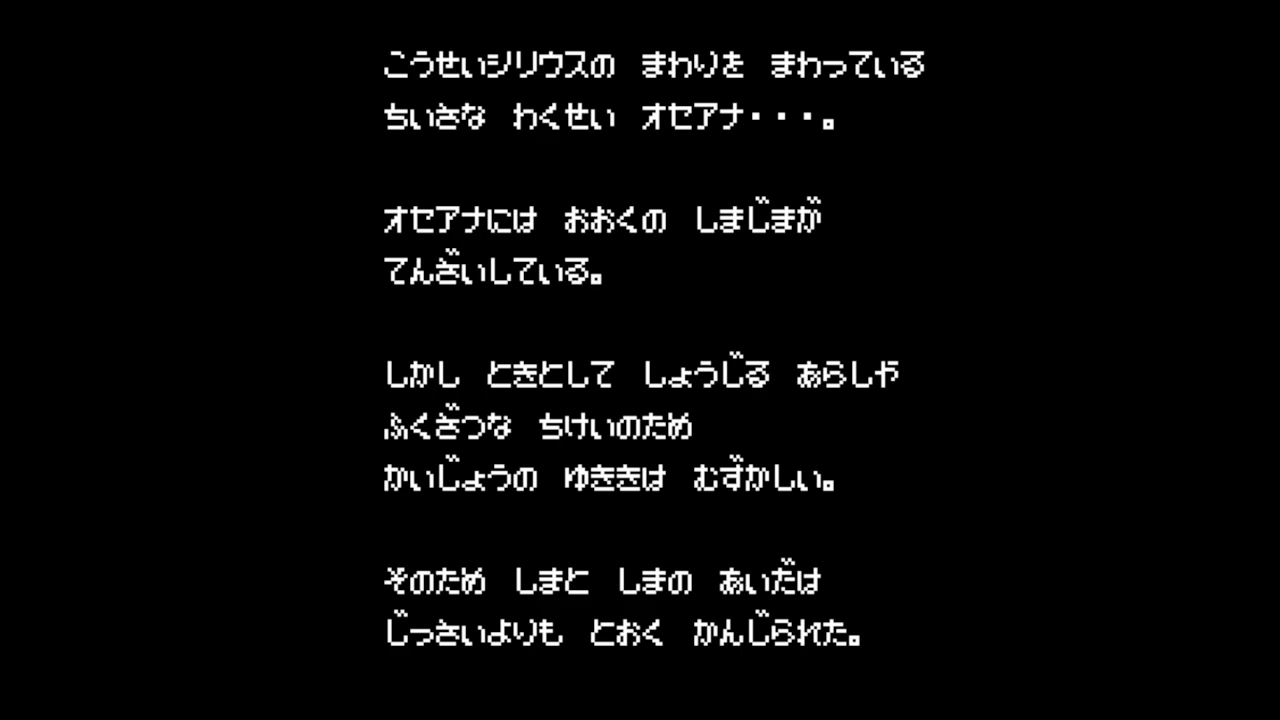 こうせいシリウスの　まわりを　まわっている
ちいさな　わくせい　オセアナ・・・。
オセアナには　おおくの　しまじまが
てんざいしている。
しかし　ときとして　しょうじる　あらしや
ふくざつな　ちけいのため
かいじょうの　ゆききは　むずかしい。
そのため　しまと　しまの　あいだは
じっさいよりも　とおく　かんじられた。